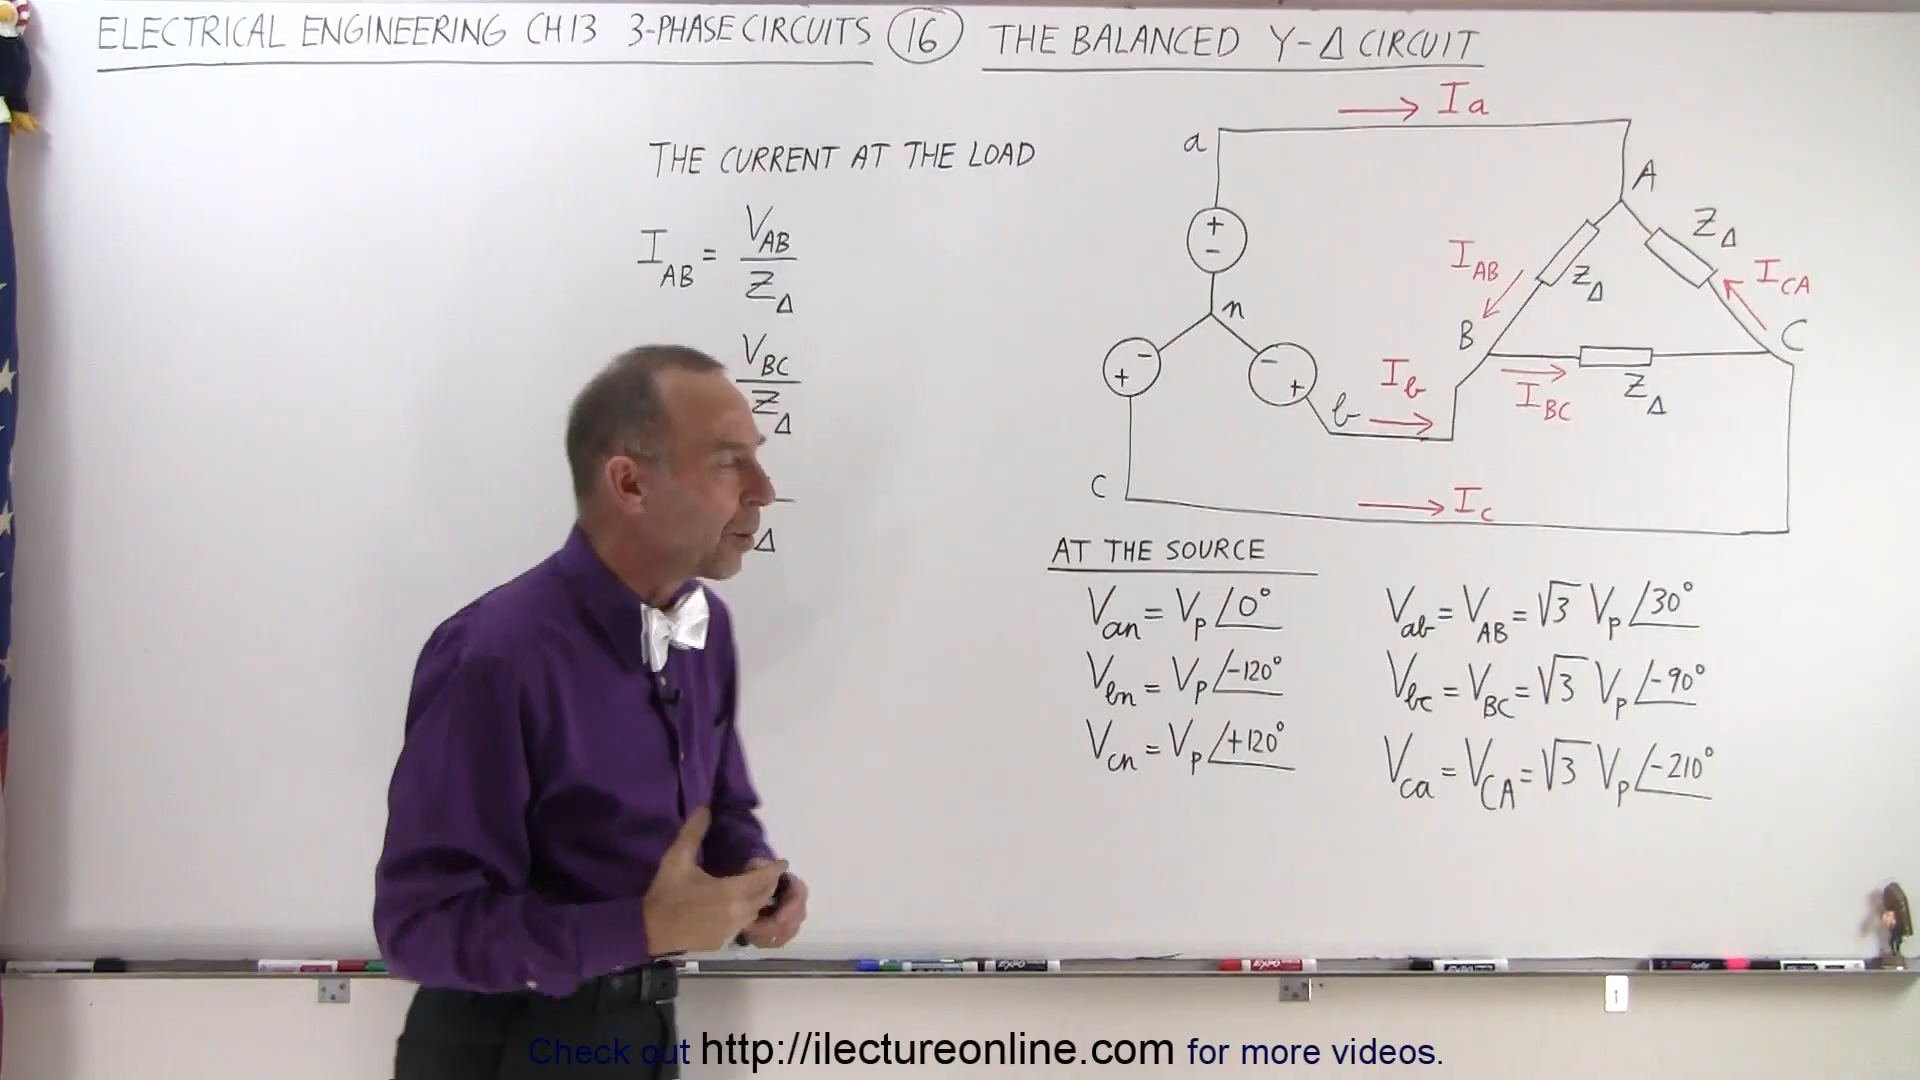 ELECTRICAL ENGINEERING CH 13 3-PHASE CIRCUITS (16) THE BALANCED Y-Δ CIRCUIT
THE CURRENT AT THE LOAD
I_AB = V_AB / Z_Δ
V_BC / Z_Δ
Δ
I_a
a
A
+
-
Z_Δ
I_AB
Z_Δ
I_CA
n
B
C
-
+
-
+
I_b
I_BC
Z_Δ
b
C
I_c
AT THE SOURCE
V_an = V_p ∠0°
V_bn = V_p ∠-120°
V_cn = V_p ∠+120°
V_ab = V_AB = √3 V_p ∠30°
V_bc = V_BC = √3 V_p ∠-90°
V_ca = V_CA = √3 V_p ∠-210°
Check out http://ilectureonline.com for more videos.